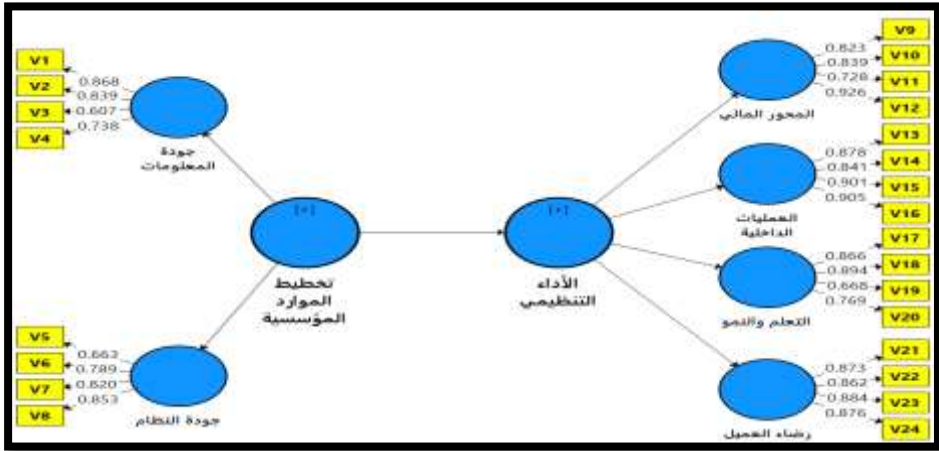 V1
V2
V3
V4
0.868
0.839
0.607
0.738
جودة
المعلومات
[+]
تخطيط
الموارد
المؤسسية
V5
V6
V7
V8
0.663
0.789
0.820
0.853
جودة النظام
[+]
الأداء
التنظيمي
V9
V10
V11
V12
0.823
0.839
0.728
0.926
المحور المالي
V13
V14
V15
V16
0.878
0.841
0.901
0.905
العمليات
الداخلية
V17
V18
V19
V20
0.866
0.894
0.668
0.769
التعلم والنمو
V21
V22
V23
V24
0.873
0.862
0.884
0.876
رضاء العميل